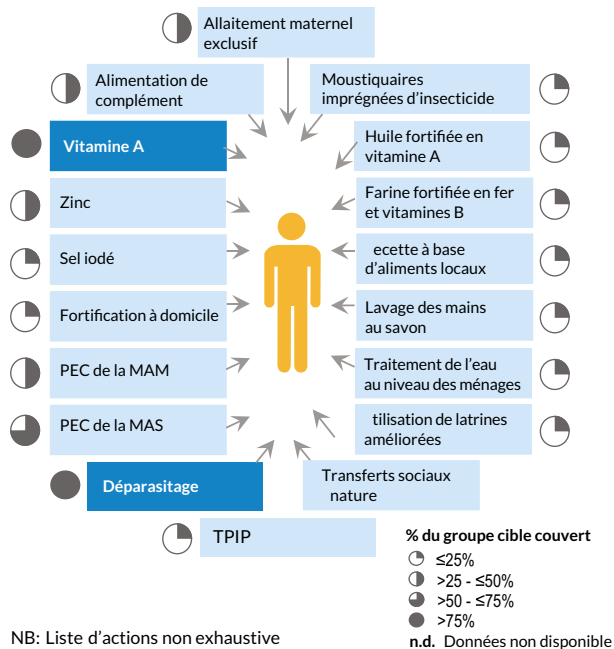 Allaitement maternel
exclusif
Alimentation de
complément
Moustiquaires
imprégnées d'insecticide
Vitamine A
Huile fortifiée en
vitamine A
Zinc
Farine fortifiée en fer
et vitamines B
Sel iodé
ecette à base
d'aliments locaux
Fortification à domicile
Lavage des mains
au savon
PEC de la MAM
Traitement de l'eau
au niveau des ménages
PEC de la MAS
tilisation de latrines
améliorées
Déparasitage
Transferts sociaux
nature
TPIP
% du groupe cible couvert
≤25%
>25 - ≤50%
>50 - ≤75%
>75%
n.d. Données non disponible
NB: Liste d'actions non exhaustive